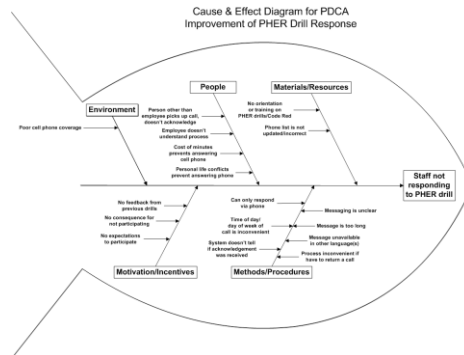 Cause & Effect Diagram for PDCA
Improvement of PHER Drill Response
People
Materials/Resources
Environment
Person other than
employee picks up call,
doesn't acknowledge
Employee doesn't
understand process
Cost of minutes
prevents answering
cell phone
Personal life conflicts
prevent answering phone
No orientation
or training on
PHER drills/Code Red
Phone list is not
updated/incorrect
Poor cell phone coverage
Staff not
responding
to PHER drill
No feedback from
previous drills
No consequence for
not participating
No expectations
to participate
Can only respond
via phone
Time of day/
day of week of
call is inconvenient
System doesn't tell
if acknowledgement
was received
Messaging is unclear
Message is too long
Message unavailable
in other language(s)
Process inconvenient if
have to return a call
Motivation/Incentives
Methods/Procedures